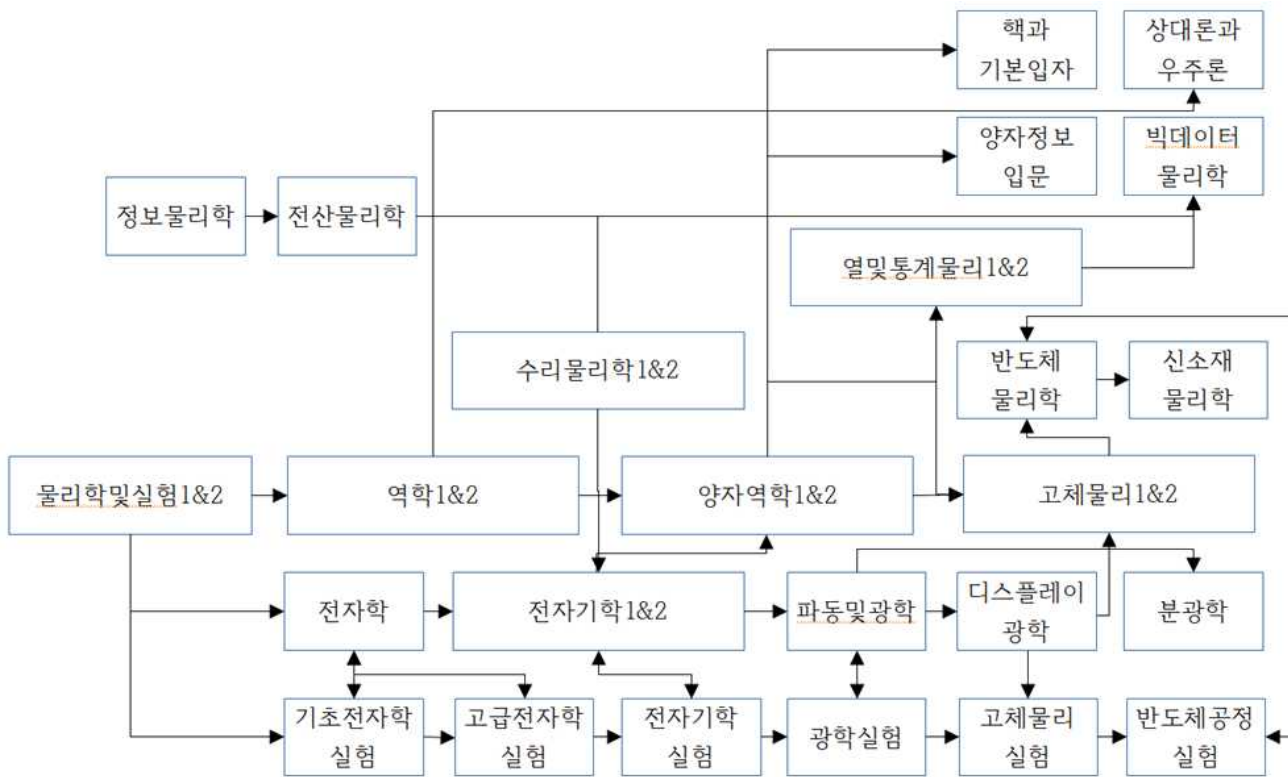 핵과
기본입자
상대론과
우주론
양자정보
입문
빅데이터
물리학
정보물리학
전산물리학
열및통계물리1&2
수리물리학1&2
반도체
물리학
신소재
물리학
물리학및실험1&2
역학1&2
양자역학1&2
고체물리1&2
전자학
전자기학1&2
파동및광학
디스플레이
광학
분광학
기초전자학
실험
고급전자학
실험
전자기학
실험
광학실험
고체물리
실험
반도체공정
실험